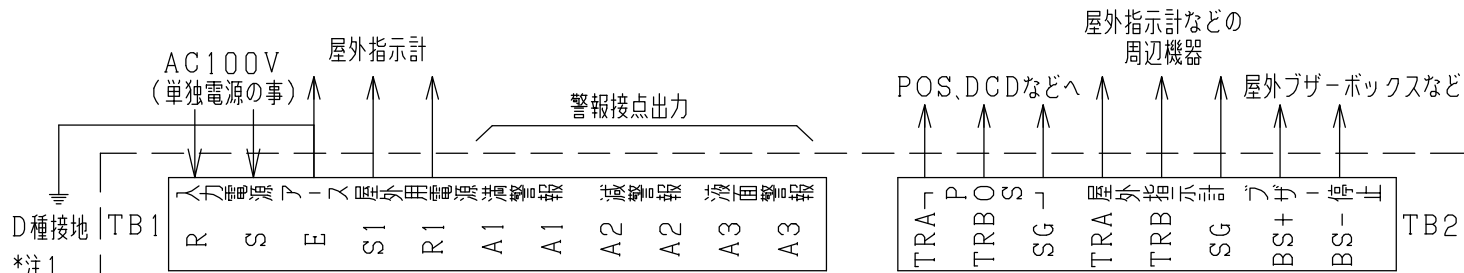 AC100V
(単独電源の事)
屋外指示計
警報接点出力
POS、DCDなどへ
屋外指示計などの
周辺機器
屋外ブザーボックスなど
D種接地
*注1
TB1
入力電源 アース 屋外用電源 満警報 減警報 液面警報
R S E S1 R1 A1 A1 A2 A2 A3 A3
POS 屋外指示計 ブザー停止
TRA TRB SG TRA TRB SG BS+ BS-
TB2